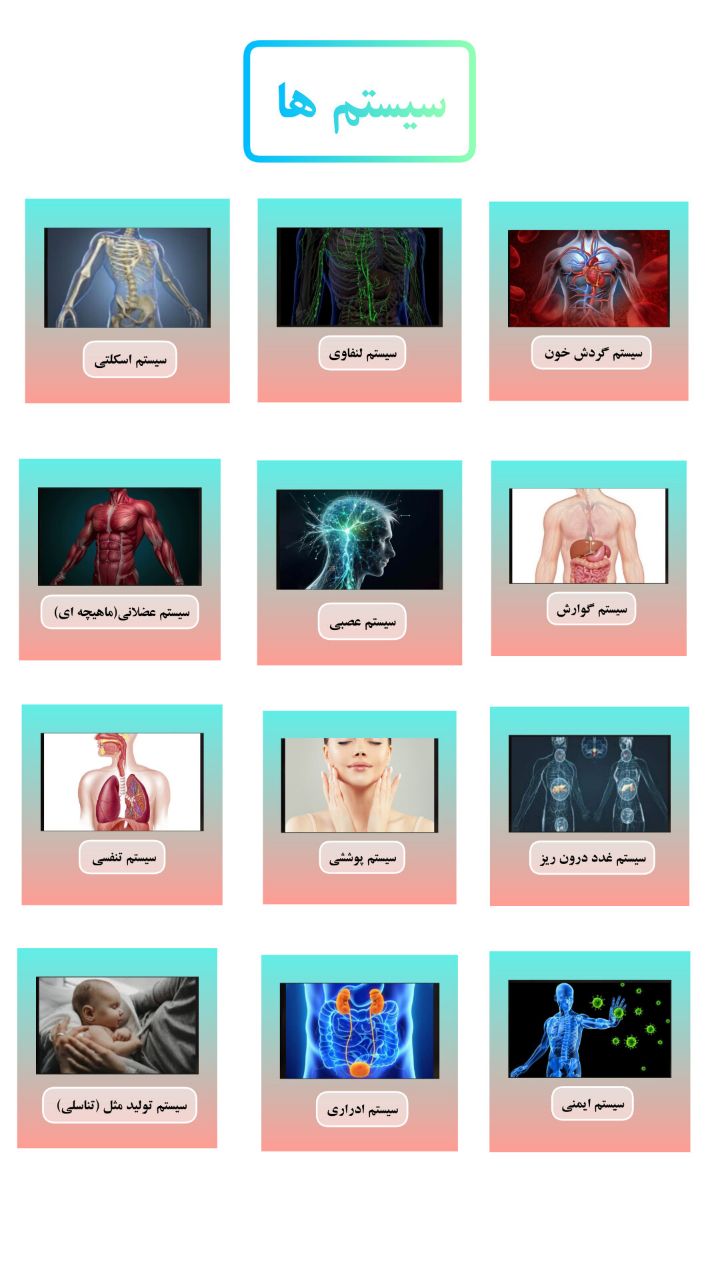 سیستم ها
سیستم گردش خون
سیستم لنفاوی
سیستم اسکلتی
سیستم گوارش
سیستم عصبی
سیستم عضلانی(ماهیچه ای)
سیستم غدد درون ریز
سیستم پوششی
سیستم تنفسی
سیستم ایمنی
سیستم ادراری
سیستم تولید مثل (تناسلی)